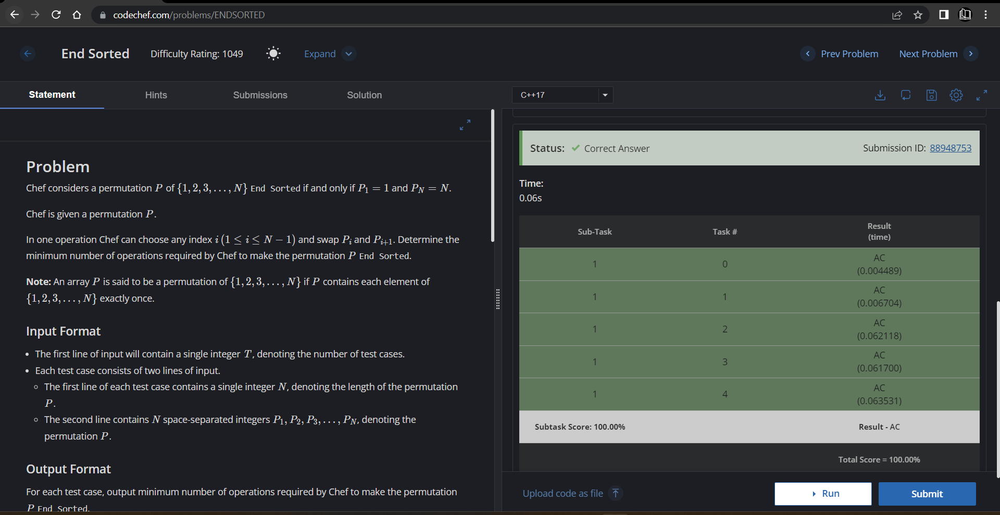 codechef.com/problems/ENDSORTED
End Sorted
Difficulty Rating: 1049
Expand
Prev Problem
Next Problem
Statement
Hints
Submissions
Solution
C++17
Problem
Chef considers a permutation P of {1, 2, 3, . . . , N} End Sorted if and only if P₁ = 1 and P_N = N.
Chef is given a permutation P.
In one operation Chef can choose any index i (1 ≤ i ≤ N − 1) and swap P_i and P_{i+1}. Determine the
minimum number of operations required by Chef to make the permutation P End Sorted.
Note: An array P is said to be a permutation of {1, 2, 3, . . . , N} if P contains each element of
{1, 2, 3, . . . , N} exactly once.
Input Format
• The first line of input will contain a single integer T, denoting the number of test cases.
• Each test case consists of two lines of input.
◦ The first line of each test case contains a single integer N, denoting the length of the permutation
P.
◦ The second line contains N space-separated integers P₁, P₂, P₃, . . . , P_N, denoting the
permutation P.
Output Format
For each test case, output minimum number of operations required by Chef to make the permutation
P End Sorted.
Status: ✔ Correct Answer
Submission ID: 88948753
Time:
0.06s
Sub-Task Task # Result
(time)
1 0 AC
(0.004489)
1 1 AC
(0.006704)
1 2 AC
(0.062118)
1 3 AC
(0.061700)
1 4 AC
(0.063531)
Subtask Score: 100.00% Result - AC
Total Score = 100.00%
Upload code as file
Run
Submit